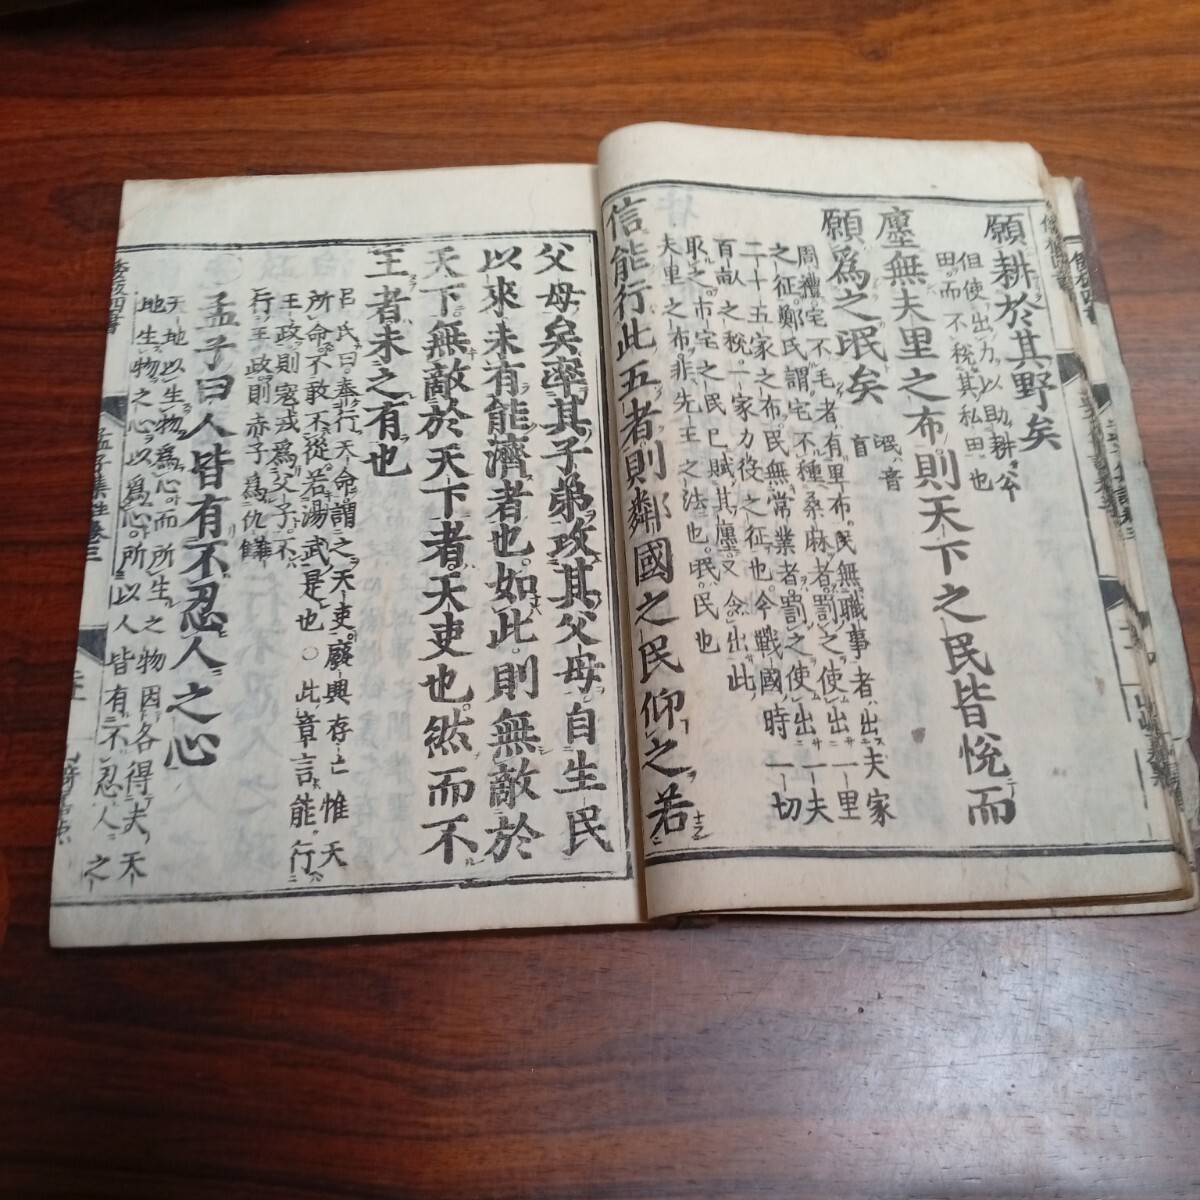 願耕於其野矣
但使出力以助耕公
田而不稅其私田也
廛無夫里之布則天下之民皆悅而
願爲之氓矣
氓音
盲
周禮宅不毛者有里布民無職事者出夫家
之征鄭氏謂宅不種桑麻者罰之使出一里
二十五家之布民無常業者罰之使出一夫
百畝之稅一家力役之征也今戰國時一切
取之市宅之民已賦其廛又令出此
夫里之布非先王之法也氓民也
信能行此五者則鄰國之民仰之若
父母矣率其子弟攻其父母自生民
以來未有能濟者也如此則無敵於
天下無敵於天下者天吏也然而不
王者未之有也
呂氏曰奉行天命謂之天吏廢興存亡惟天
所命不敢不從若湯武是也○此章言能行
王政則寇戎爲父子不
行王政則赤子爲仇讎
孟子曰人皆有不忍人之心
天地以生物爲心而所生之物因各得夫天
地生物之心以爲心所以人皆有不忍人之
孟子集註卷三